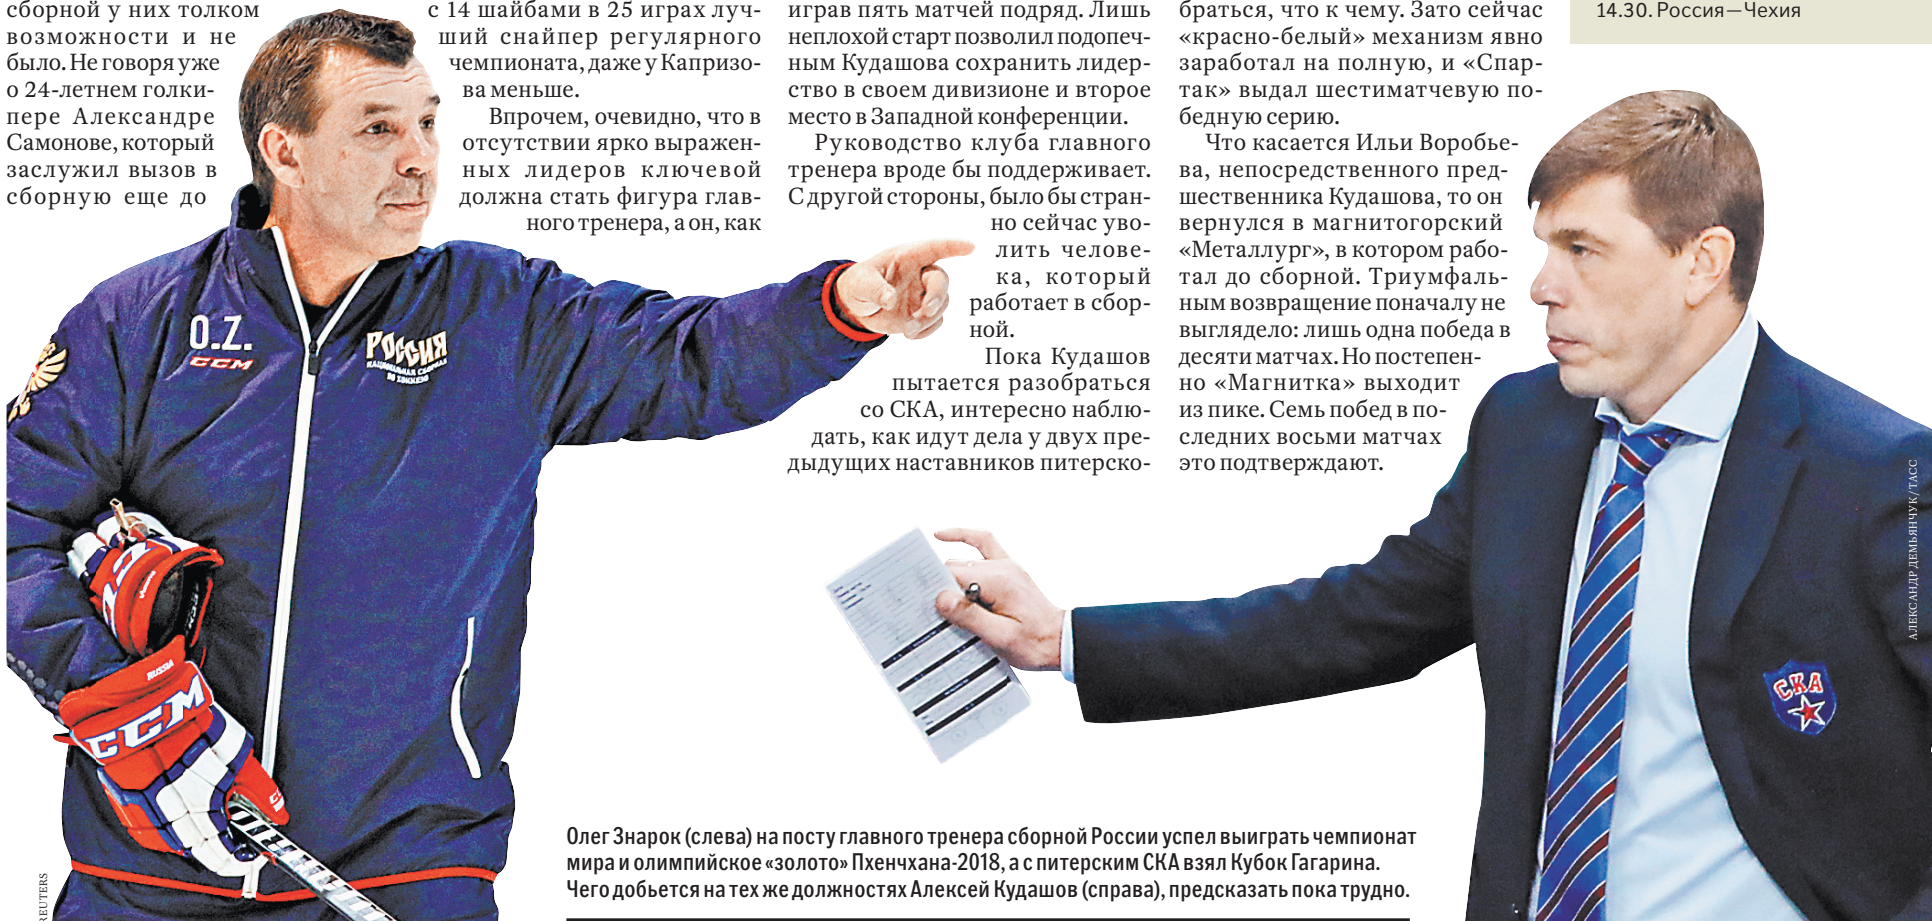 сборной у них толком
возможности и не
было. Не говоря уже
о 24-летнем голки-
пере Александре
Самонове, который
заслужил вызов в
сборную еще до
с 14 шайбами в 25 играх луч-
ший снайпер регулярного
чемпионата, даже у Капризо-
ва меньше.
Впрочем, очевидно, что в
отсутствии ярко выражен-
ных лидеров ключевой
должна стать фигура глав-
ного тренера, а он, как
играв пять матчей подряд. Лишь
неплохой старт позволил подопеч-
ным Кудашова сохранить лидер-
ство в своем дивизионе и второе
место в Западной конференции.
Руководство клуба главного
тренера вроде бы поддерживает.
С другой стороны, было бы стран-
но сейчас уво-
лить челове-
ка, который
работает в сбор-
ной.
Пока Кудашов
пытается разобраться
со СКА, интересно наблю-
дать, как идут дела у двух пре-
дыдущих наставников питерско-
браться, что к чему. Зато сейчас
«красно-белый» механизм явно
заработал на полную, и «Спар-
так» выдал шестиматчевую по-
бедную серию.
Что касается Ильи Воробье-
ва, непосредственного пред-
шественника Кудашова, то он
вернулся в магнитогорский
«Металлург», в котором рабо-
тал до сборной. Триумфаль-
ным возвращение поначалу не
выглядело: лишь одна победа в
десяти матчах. Но постепен-
но «Магнитка» выходит
из пике. Семь побед в по-
следних восьми матчах
это подтверждают.
14.30. Россия—Чехия
O.Z.
CCM
РОССИЯ
НАЦИОНАЛЬНАЯ СБОРНАЯ
ПО ХОККЕЮ
RUSSIA
CCM
СКА
АЛЕКСАНДР ДЕМЬЯНЧУК/ТАСС
REUTERS
Олег Знарок (слева) на посту главного тренера сборной России успел выиграть чемпионат
мира и олимпийское «золото» Пхенчхана-2018, а с питерским СКА взял Кубок Гагарина.
Чего добьется на тех же должностях Алексей Кудашов (справа), предсказать пока трудно.